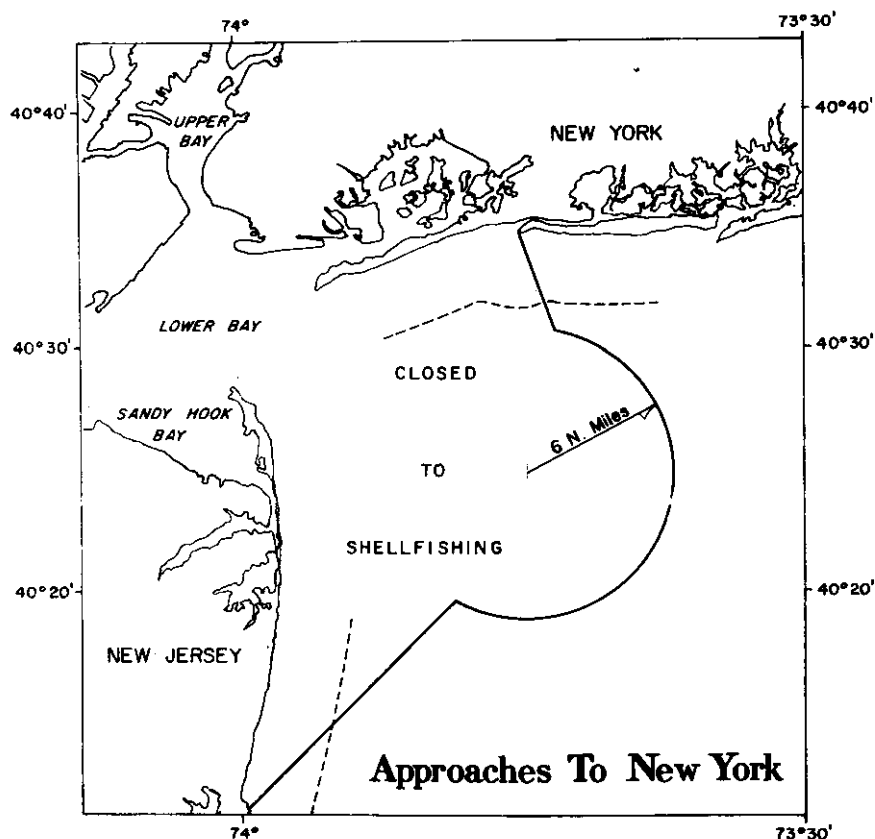 74°
73°30'
40°40'
40°40'
UPPER
BAY
NEW YORK
LOWER BAY
40°30'
40°30'
CLOSED
SANDY HOOK
BAY
6 N. Miles
TO
SHELLFISHING
40°20'
40°20'
NEW JERSEY
Approaches To New York
74°
73°30'